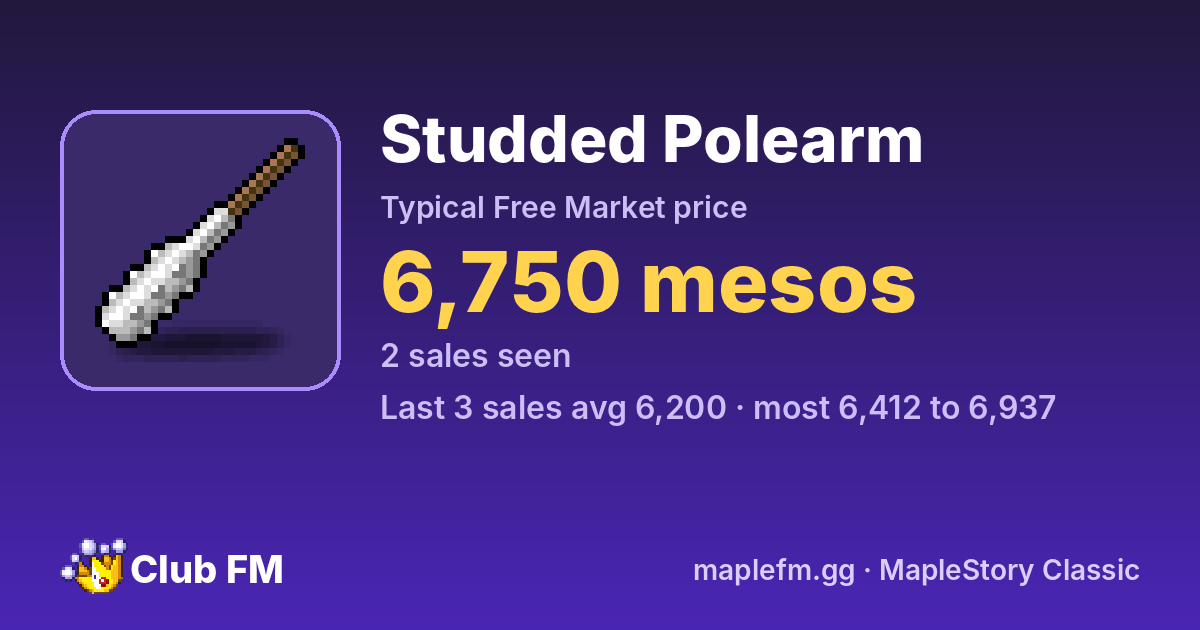 Studded Polearm
Typical Free Market price
6,750 mesos
2 sales seen
Last 3 sales avg 6,200 · most 6,412 to 6,937
Club FM
maplefm.gg · MapleStory Classic